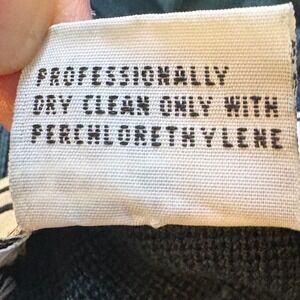 PROFESSIONALLY
DRY CLEAN ONLY WITH
PERCHLORETHYLENE